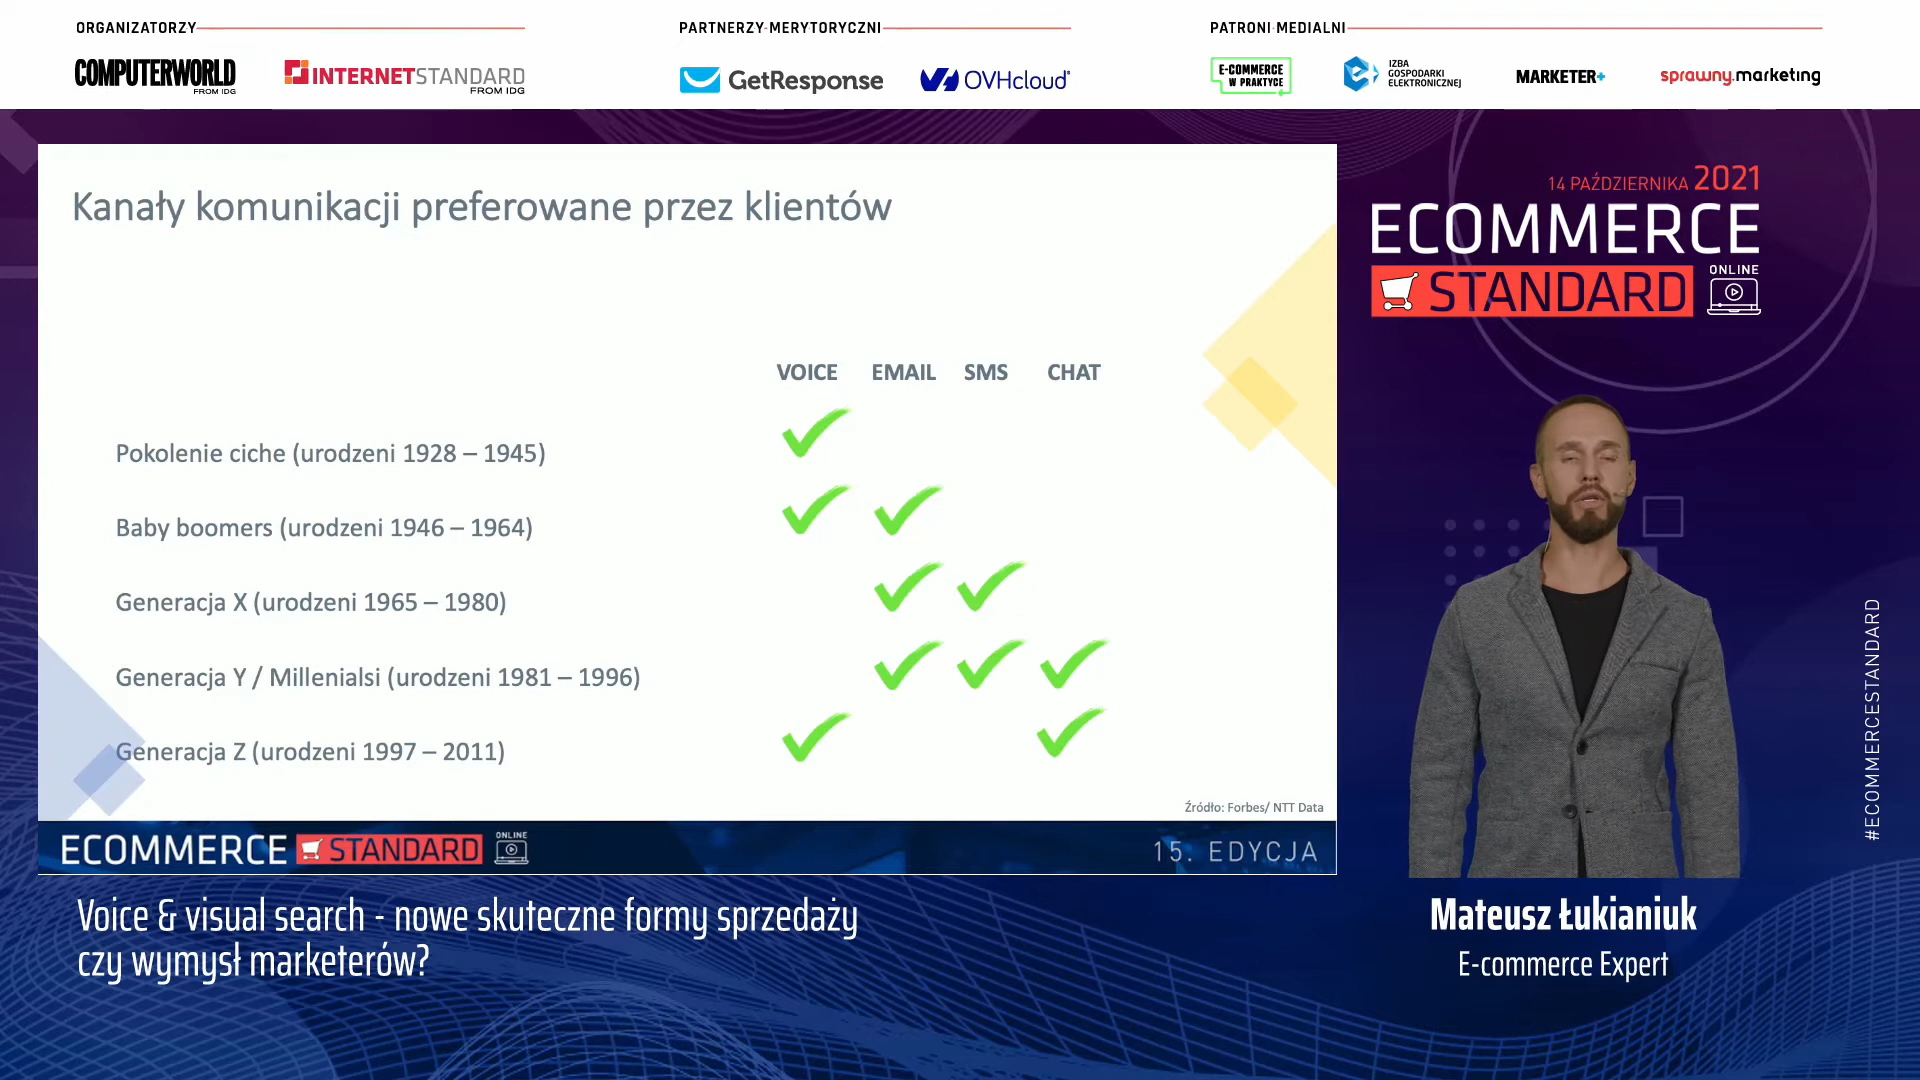 ORGANIZATORZY
COMPUTERWORLD
FROM IDG
INTERNETSTANDARD
FROM IDG
PARTNERZY MERYTORYCZNI
GetResponse
OVHcloud
PATRONI MEDIALNI
E-COMMERCE
W PRAKTYCE
IZBA
GOSPODARKI
ELEKTRONICZNEJ
MARKETER+
sprawny.marketing
Kanały komunikacji preferowane przez klientów
VOICE EMAIL SMS CHAT
Pokolenie ciche (urodzeni 1928 – 1945)
Baby boomers (urodzeni 1946 – 1964)
Generacja X (urodzeni 1965 – 1980)
Generacja Y / Millenialsi (urodzeni 1981 – 1996)
Generacja Z (urodzeni 1997 – 2011)
Źródło: Forbes/ NTT Data
ECOMMERCE STANDARD ONLINE
15. EDYCJA
14 PAŹDZIERNIKA 2021
ECOMMERCE
STANDARD
ONLINE
#ECOMMERCESTANDARD
Voice & visual search - nowe skuteczne formy sprzedaży
czy wymysł marketerów?
Mateusz Łukianiuk
E-commerce Expert